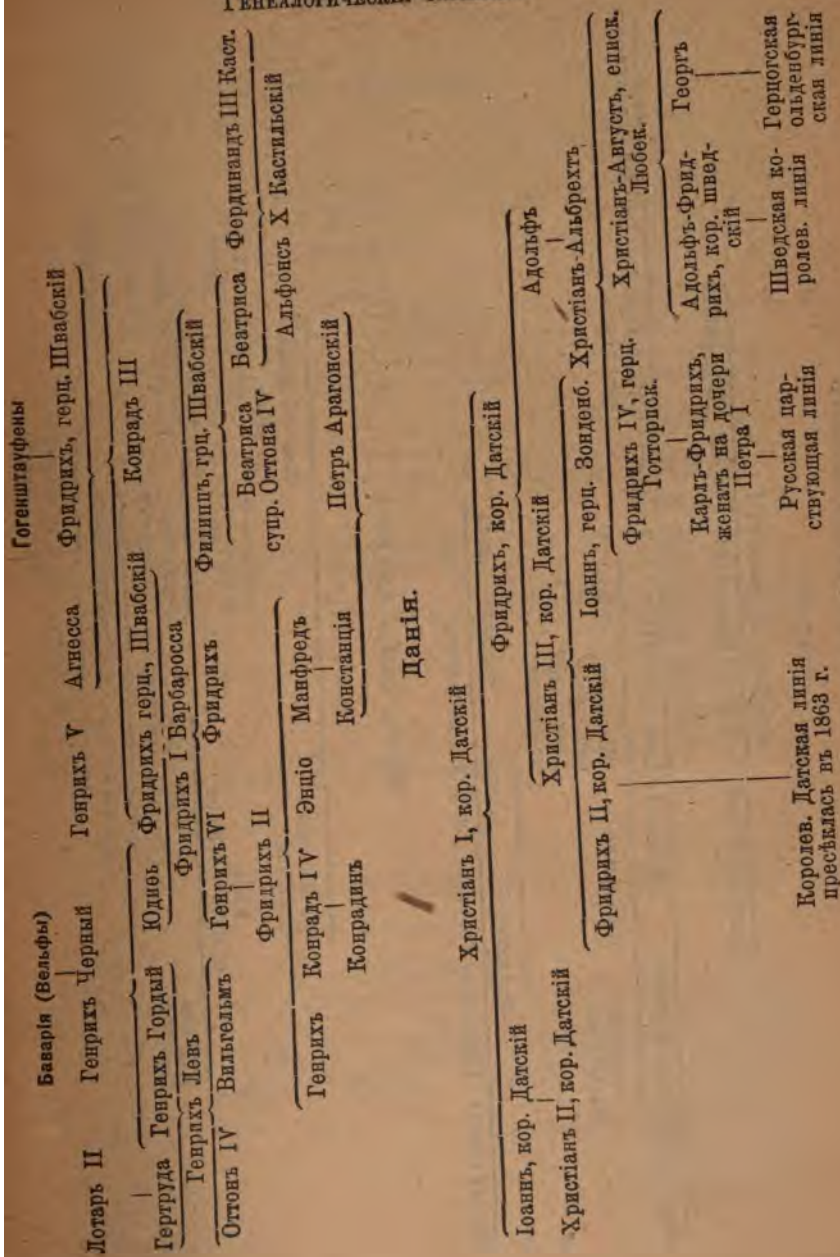 Баварія (Вельфы)
Гогенштауфены
Лотарь II Генрихъ Черный Генрихъ V Агнесса Фридрихъ, герц. Швабскій
Гертруда Генрихъ Гордый Юдиѳь Фридрихъ герц., Швабскій Конрадъ III
Генрихъ Левъ Фридрихъ I Барбаросса
Оттонъ IV Вильгельмъ Генрихъ VI Фридрихъ Филиппъ, грц. Швабскій
Фридрихъ II
Беатриса
супр. Оттона IV
Беатриса Фердинандъ III Каст.
Альфонсъ X Кастильскій
Генрихъ Конрадъ IV Энціо Манфредъ
Конрадинъ Констанція Петръ Арагонскій
Данія.
Христіанъ I, кор. Датскій
Іоаннъ, кор. Датскій Фридрихъ, кор. Датскій
Христіанъ II, кор. Датскій Христіанъ III, кор. Датскій Адольфъ
Фридрихъ II, кор. Датскій Іоаннъ, герц. Зонденб. Христіанъ-Альбрехтъ
Фридрихъ IV, герц.
Готторпск.
Христіанъ-Августъ, еписк.
Любек.
Карлъ-Фридрихъ,
женатъ на дочери
Петра I
Адольфъ-Фрид-
рихъ, кор. швед-
скій
Георгъ
Королев. Датская линія
пресѣклась въ 1863 г.
Русская цар-
ствующая линія
Шведская ко-
ролев. линія
Герцогская
ольденбург-
ская линія